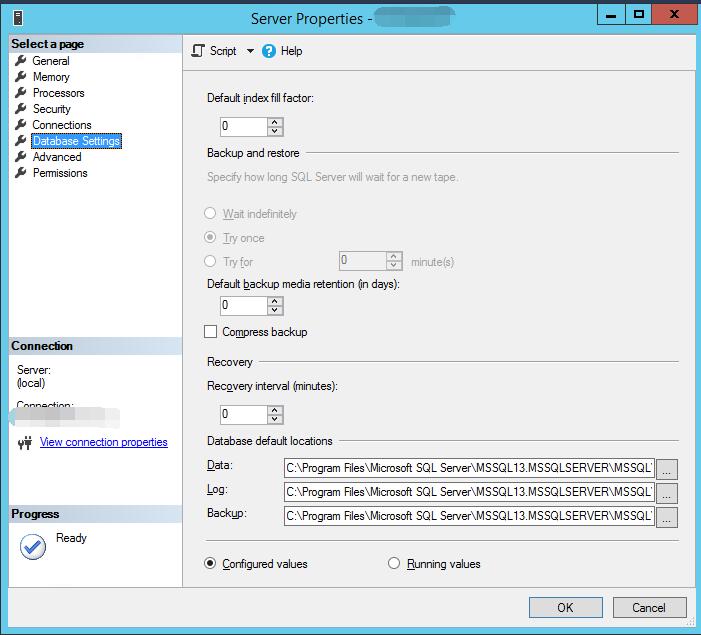 Server Properties -
Select a page
General
Memory
Processors
Security
Connections
Database Settings
Advanced
Permissions
Connection
Server:
(local)
Connection:
View connection properties
Progress
Ready
Script
Help
Default index fill factor:
0
Backup and restore
Specify how long SQL Server will wait for a new tape.
Wait indefinitely
Try once
Try for 0 minute(s)
Default backup media retention (in days):
0
Compress backup
Recovery
Recovery interval (minutes):
0
Database default locations
Data: C:\Program Files\Microsoft SQL Server\MSSQL13.MSSQLSERVER\MSSQL\ ...
Log: C:\Program Files\Microsoft SQL Server\MSSQL13.MSSQLSERVER\MSSQL\ ...
Backup: C:\Program Files\Microsoft SQL Server\MSSQL13.MSSQLSERVER\MSSQL\ ...
Configured values Running values
OK Cancel